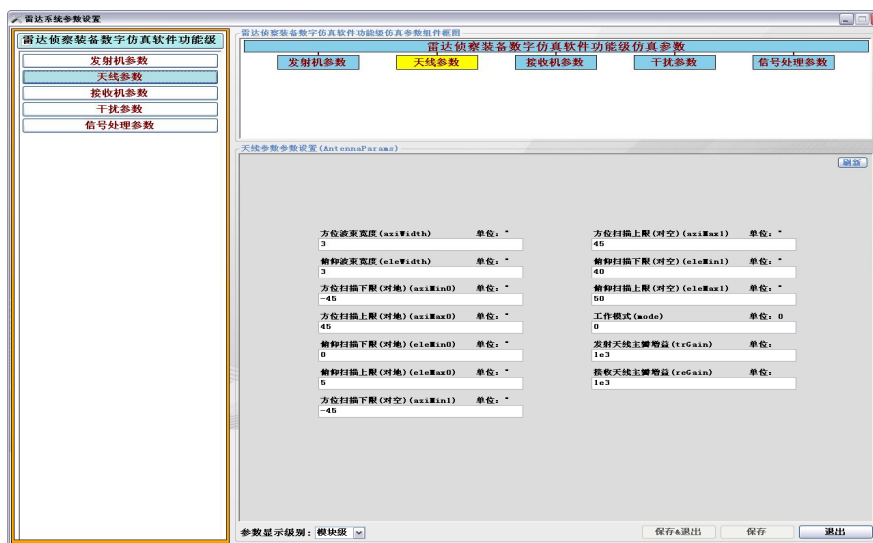 雷达系统参数设置
雷达侦察装备数字仿真软件功能级
发射机参数
天线参数
接收机参数
干扰参数
信号处理参数
雷达侦察装备数字仿真软件功能级仿真参数组件框图
雷达侦察装备数字仿真软件功能级仿真参数
发射机参数 天线参数 接收机参数 干扰参数 信号处理参数
天线参数参数设置(AntennaParams)
刷新
方位波束宽度(aziWidth) 单位：°
3
俯仰波束宽度(eleWidth) 单位：°
3
方位扫描下限(对地)(aziMin0) 单位：°
-45
方位扫描上限(对地)(aziMax0) 单位：°
45
俯仰扫描下限(对地)(eleMin0) 单位：°
0
俯仰扫描上限(对地)(eleMax0) 单位：°
5
方位扫描下限(对空)(aziMin1) 单位：°
-45
方位扫描上限(对空)(aziMax1) 单位：°
45
俯仰扫描下限(对空)(eleMin1) 单位：°
40
俯仰扫描上限(对空)(eleMax1) 单位：°
50
工作模式(mode) 单位：0
0
发射天线主瓣增益(trGain) 单位：
1e3
接收天线主瓣增益(reGain) 单位：
1e3
参数显示级别：模块级 保存&退出 保存 退出